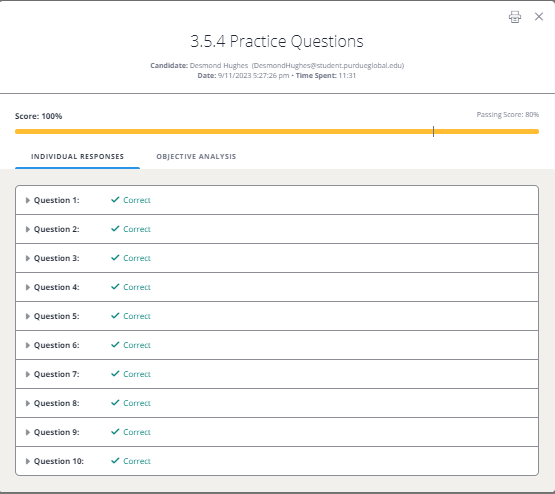 3.5.4 Practice Questions
Candidate: Desmond Hughes (DesmondHughes@student.purdueglobal.edu)
Date: 9/11/2023 5:27:26 pm • Time Spent: 11:31
Score: 100%
Passing Score: 80%
INDIVIDUAL RESPONSES
OBJECTIVE ANALYSIS
Question 1: Correct
Question 2: Correct
Question 3: Correct
Question 4: Correct
Question 5: Correct
Question 6: Correct
Question 7: Correct
Question 8: Correct
Question 9: Correct
Question 10: Correct